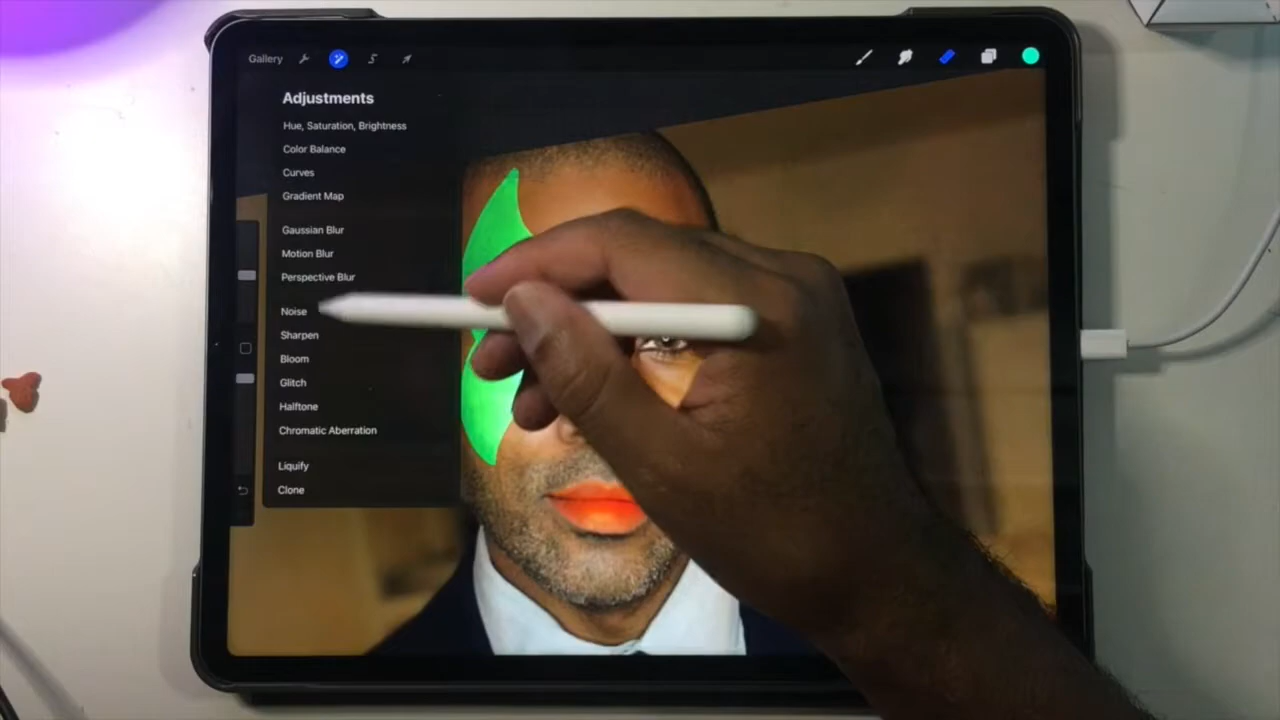 Gallery
Adjustments
Hue, Saturation, Brightness
Color Balance
Curves
Gradient Map
Gaussian Blur
Motion Blur
Perspective Blur
Noise
Sharpen
Bloom
Glitch
Halftone
Chromatic Aberration
Liquify
Clone